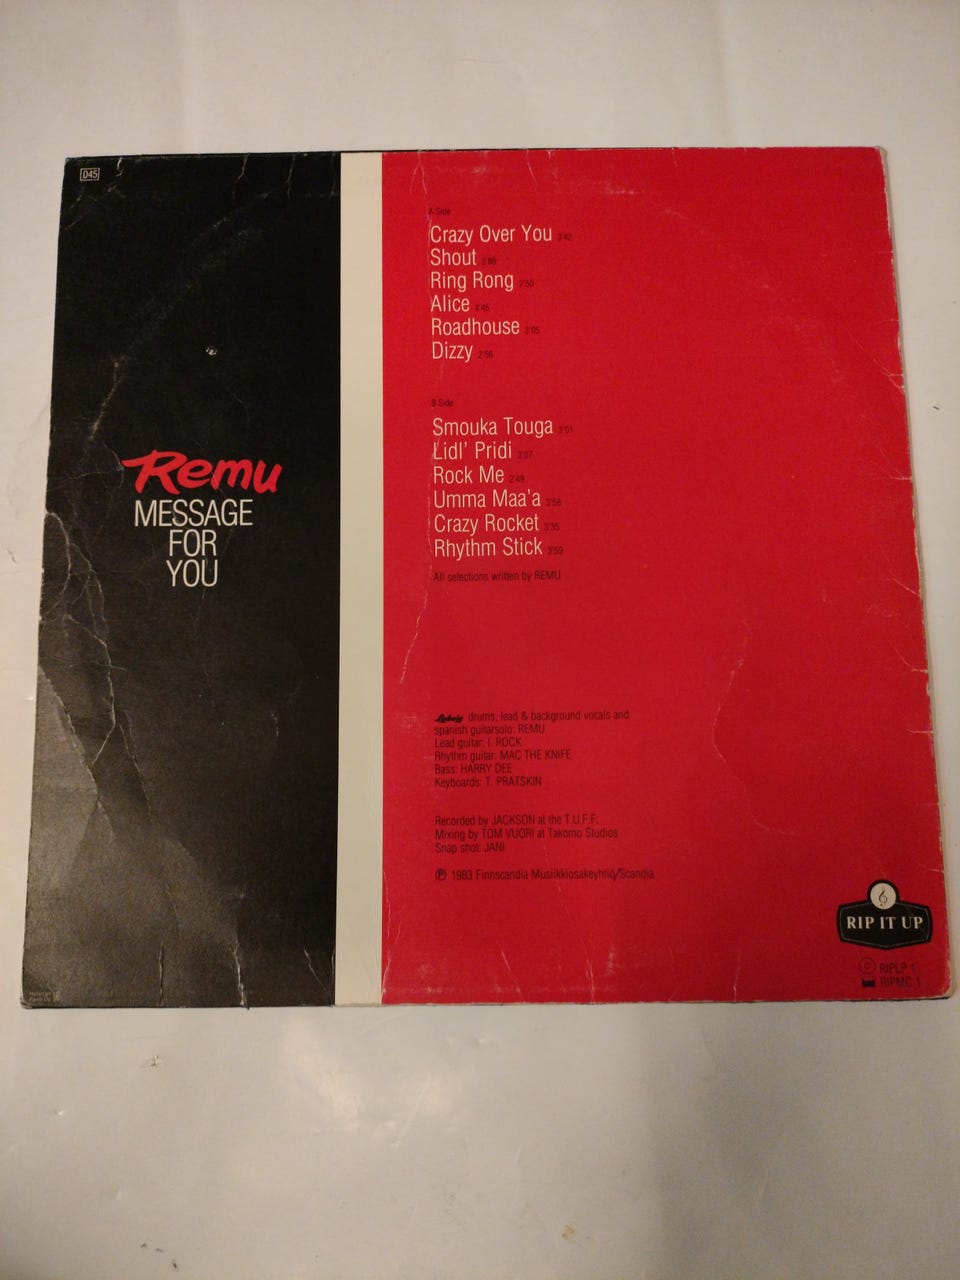 045
A Side
Crazy Over You 3'42
Shout
Ring Rong 2'50
Alice 4'45
Roadhouse 3'05
Dizzy 2'56
B Side
Smouka Touga 3'01
Lidl' Pridi 3'07
Rock Me 2'49
Umma Maa'a 3'56
Crazy Rocket 3'35
Rhythm Stick 3'59
All selections written by REMU
Remu
MESSAGE
FOR
YOU
Ludwig drums, lead & background vocals and
spanish guitarsolo: REMU
Lead guitar: I. ROCK
Rhythm guitar: MAC THE KNIFE
Bass: HARRY DEE
Keyboards: T. PRATSKIN
Recorded by JACKSON at the T.U.F.F.
Mixing by TOM VUORI at Takomo Studios
Snap shot: JANI
Ⓟ 1983 Finnscandia Musiikkiosakeyhtiö/Scandia
RIP IT UP
RIPLP 1
RIPMC 1